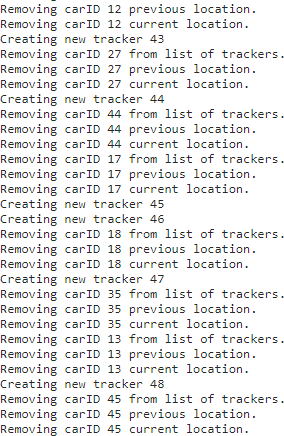 Removing carID 12 previous location.
Removing carID 12 current location.
Creating new tracker 43
Removing carID 27 from list of trackers.
Removing carID 27 previous location.
Removing carID 27 current location.
Creating new tracker 44
Removing carID 44 from list of trackers.
Removing carID 44 previous location.
Removing carID 44 current location.
Removing carID 17 from list of trackers.
Removing carID 17 previous location.
Removing carID 17 current location.
Creating new tracker 45
Creating new tracker 46
Removing carID 18 from list of trackers.
Removing carID 18 previous location.
Removing carID 18 current location.
Creating new tracker 47
Removing carID 35 from list of trackers.
Removing carID 35 previous location.
Removing carID 35 current location.
Removing carID 13 from list of trackers.
Removing carID 13 previous location.
Removing carID 13 current location.
Creating new tracker 48
Removing carID 45 from list of trackers.
Removing carID 45 previous location.
Removing carID 45 current location.